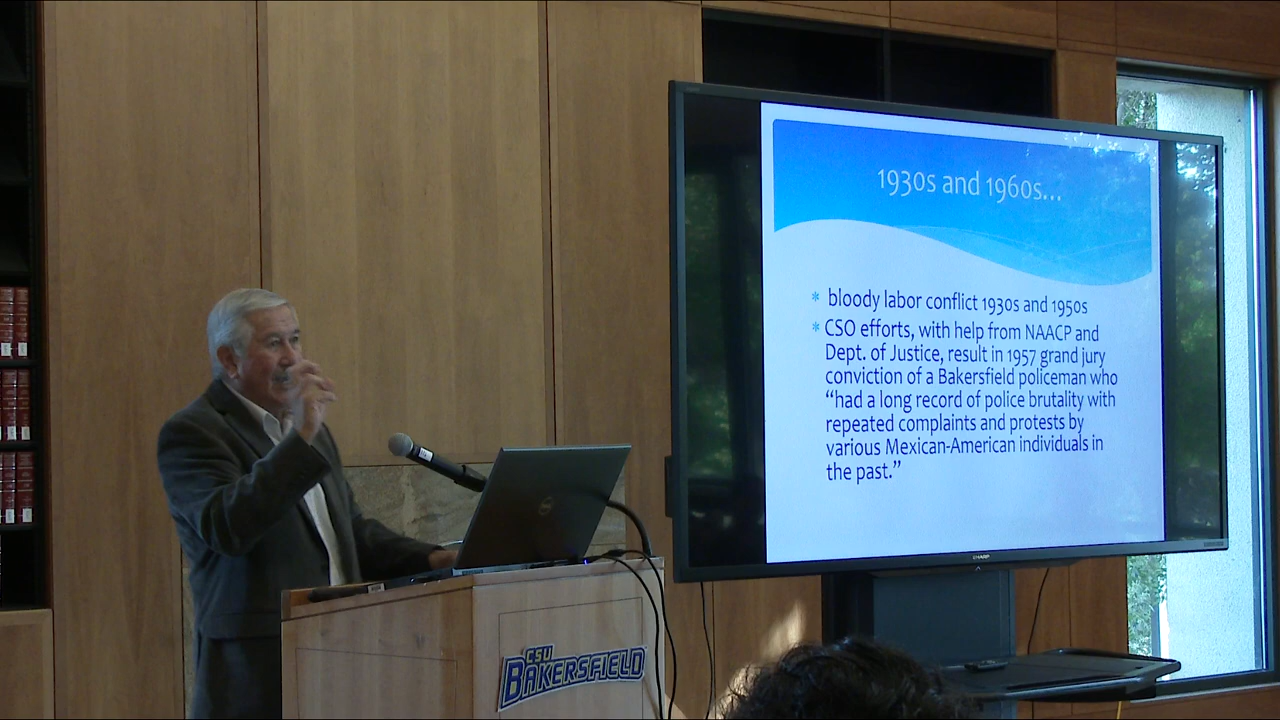 1930s and 1960s...
* bloody labor conflict 1930s and 1950s
* CSO efforts, with help from NAACP and
Dept. of Justice, result in 1957 grand jury
conviction of a Bakersfield policeman who
“had a long record of police brutality with
repeated complaints and protests by
various Mexican-American individuals in
the past.”
SHARP
DELL
CSU
BAKERSFIELD